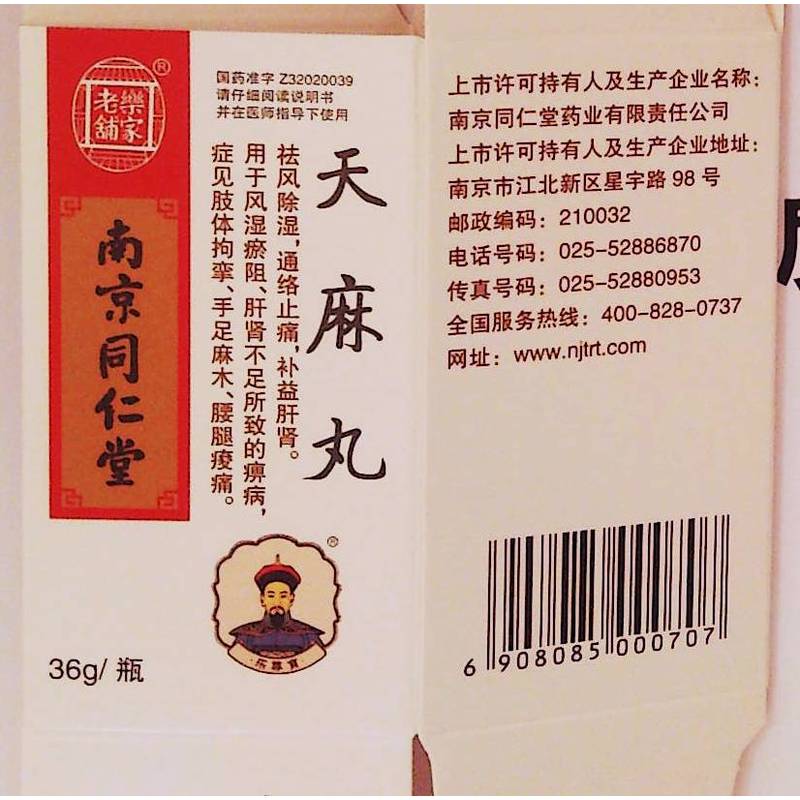 樂家
老舖
®
国药准字 Z32020039
请仔细阅读说明书
并在医师指导下使用
南京同仁堂
天麻丸
祛风除湿，通络止痛，补益肝肾。
用于风湿瘀阻、肝肾不足所致的痹病，
症见肢体拘挛、手足麻木、腰腿痠痛。
®
36g/ 瓶
上市许可持有人及生产企业名称：
南京同仁堂药业有限责任公司
上市许可持有人及生产企业地址：
南京市江北新区星宇路 98 号
邮政编码：210032
电话号码：025-52886870
传真号码：025-52880953
全国服务热线：400-828-0737
网址：www.njtrt.com
6 908085 000707